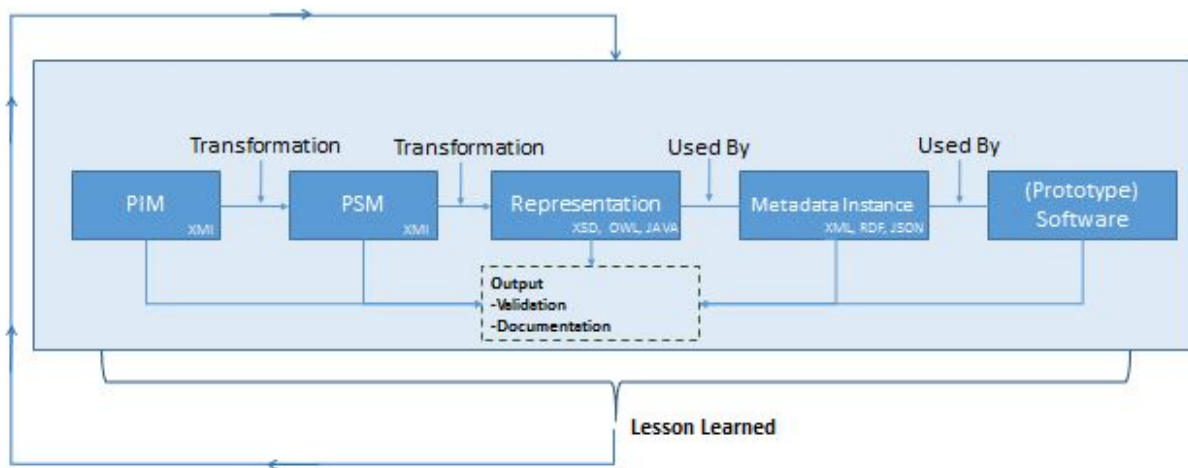 Transformation
Transformation
Used By
Used By
PIM
XMI
PSM
XMI
Representation
XSD, OWL, JAVA
Metadata Instance
XML, RDF, JSON
(Prototype)
Software
Output
-Validation
-Documentation
Lesson Learned